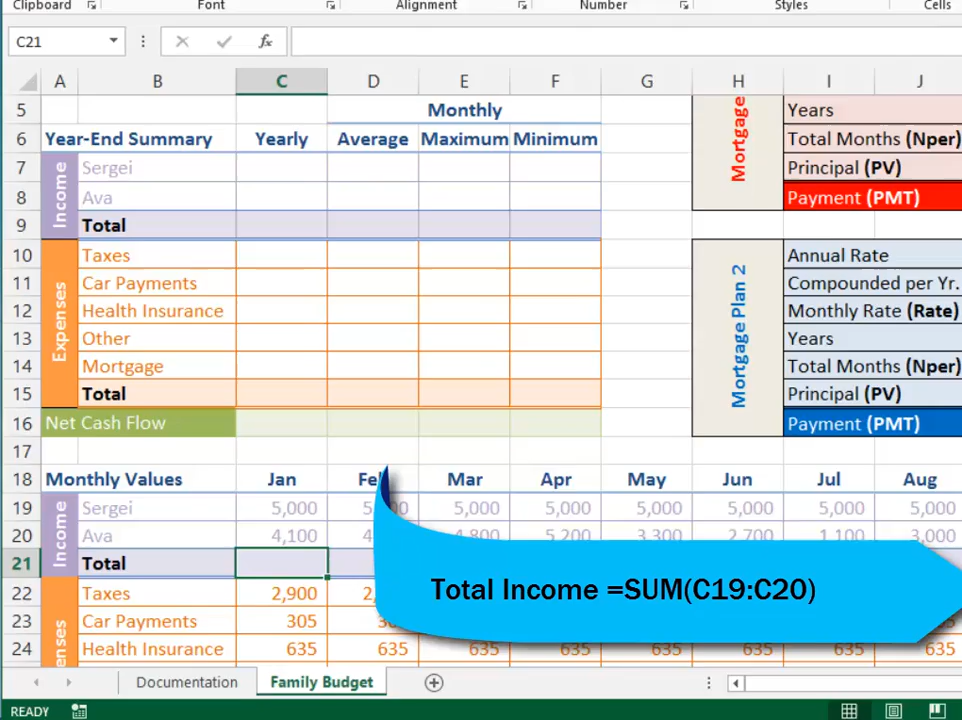 Clipboard Font Alignment Number Styles Cells
C21 fx
A B C D E F G H I J
5 Monthly Years
6 Year-End Summary Yearly Average Maximum Minimum Total Months (Nper)
7 Sergei Principal (PV)
8 Ava Payment (PMT)
9 Total
Income
Mortgage
10 Taxes Annual Rate
11 Car Payments Compounded per Yr.
12 Health Insurance Monthly Rate (Rate)
13 Other Years
14 Mortgage Total Months (Nper)
15 Total Principal (PV)
16 Net Cash Flow Payment (PMT)
Expenses
Mortgage Plan 2
17
18 Monthly Values Jan Mar Apr May Jun Jul Aug
19 Sergei 5,000 5,000 5,000 5,000 5,000 5,000 5,000
20 Ava 4,100 4,800 5,200 3,300 2,700 1,100 3,000
21 Total
Income
Total Income =SUM(C19:C20)
22 Taxes 2,900
23 Car Payments 305
24 Health Insurance 635 635 635 635 635 635 635 635
enses
Documentation Family Budget
READY